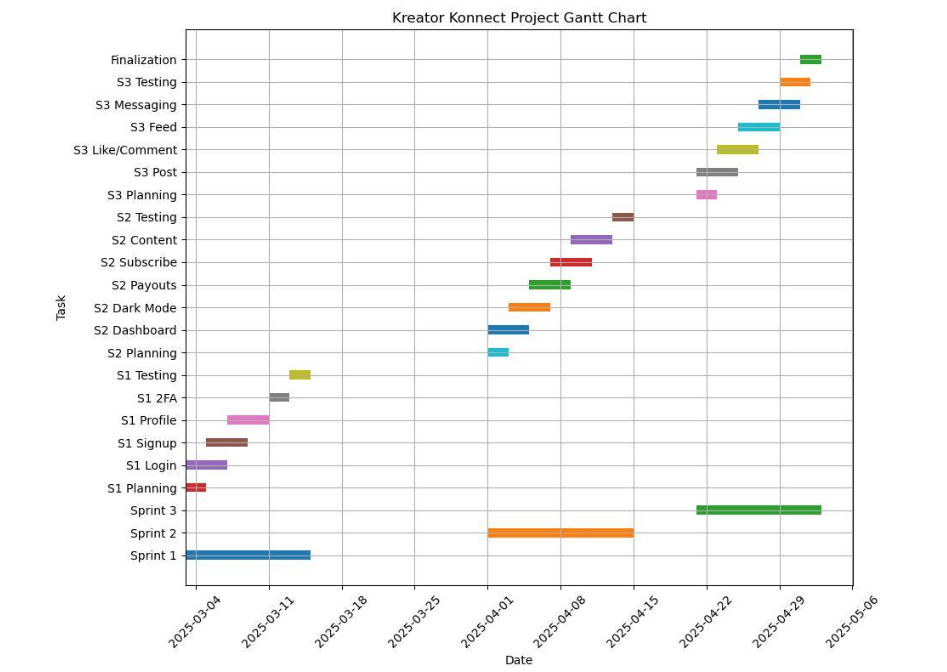 Kreator Konnect Project Gantt Chart
Finalization
S3 Testing
S3 Messaging
S3 Feed
S3 Like/Comment
S3 Post
S3 Planning
S2 Testing
S2 Content
S2 Subscribe
S2 Payouts
S2 Dark Mode
S2 Dashboard
S2 Planning
S1 Testing
S1 2FA
S1 Profile
S1 Signup
S1 Login
S1 Planning
Sprint 3
Sprint 2
Sprint 1
Task
2025-03-04
2025-03-11
2025-03-18
2025-03-25
2025-04-01
2025-04-08
2025-04-15
2025-04-22
2025-04-29
2025-05-06
Date